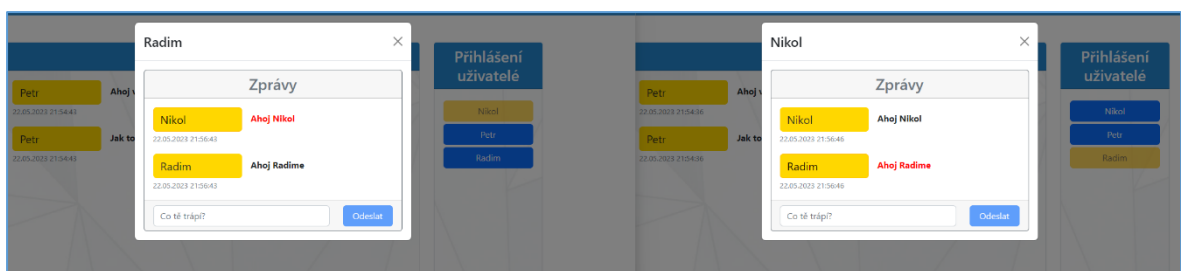 Radim
Zprávy
Nikol
Ahoj Nikol
22.05.2023 21:56:43
Radim
Ahoj Radime
22.05.2023 21:56:43
Co tě trápí?
Odeslat
Petr
Ahoj
22.05.2023 21:54:43
Petr
Jak to
22.05.2023 21:54:43
Přihlášení
uživatelé
Nikol
Petr
Radim
Nikol
Zprávy
Nikol
Ahoj Nikol
22.05.2023 21:56:46
Radim
Ahoj Radime
22.05.2023 21:56:46
Co tě trápí?
Odeslat
Petr
Ahoj
22.05.2023 21:54:36
Petr
Jak to
22.05.2023 21:54:36
Přihlášení
uživatelé
Nikol
Petr
Radim